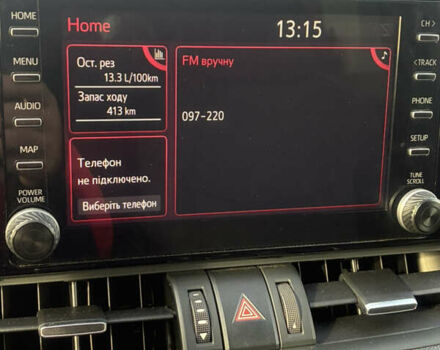 HOME
MENU
AUDIO
MAP
POWER
VOLUME
Home
13:15
Ост. рез
13.3 L/100km
Запас ходу
413 km
Телефон
не підключено.
Виберіть телефон
FM вручну
097-220
CH >
< TRACK
PHONE
SETUP
TUNE
SCROLL